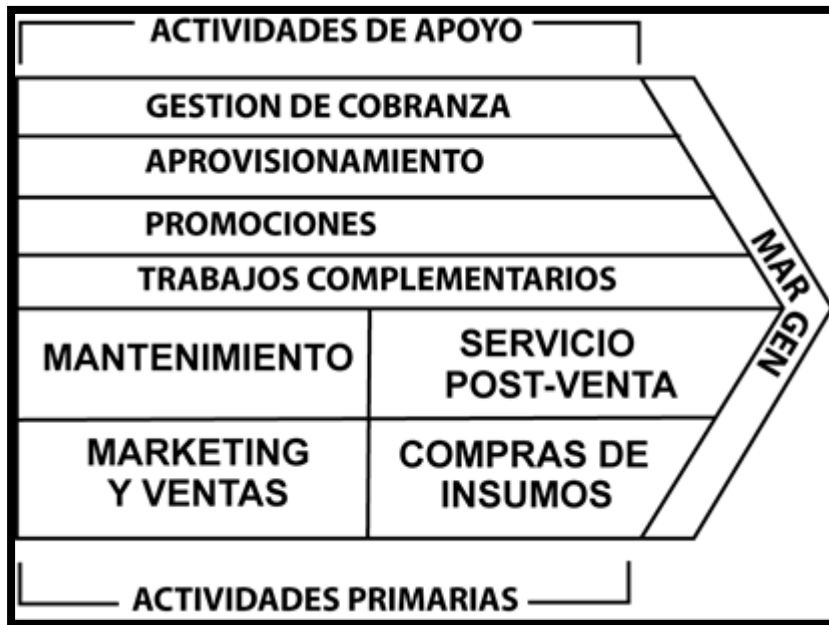 ACTIVIDADES DE APOYO
GESTION DE COBRANZA
APROVISIONAMIENTO
PROMOCIONES
TRABAJOS COMPLEMENTARIOS
MANTENIMIENTO
SERVICIO
POST-VENTA
MARKETING
Y VENTAS
COMPRAS DE
INSUMOS
MAR GEN
ACTIVIDADES PRIMARIAS